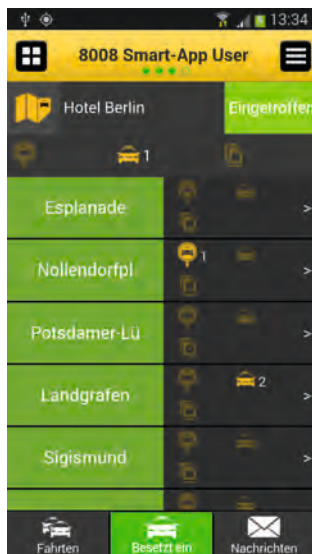 13:34
8008 Smart-App User
Hotel Berlin
Eingetroffen
1
Esplanade
>
Nollendorfpl
1
>
Potsdamer-Lü
>
Landgrafen
2
>
Sigismund
>
Fahrten
Besetzt ein
Nachrichten